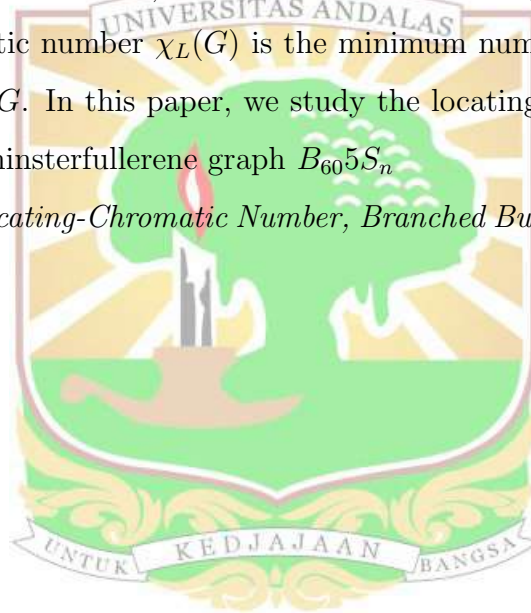 UNIVERSITAS ANDALAS
tic number χ_L(G) is the minimum num
G. In this paper, we study the locating
minsterfullerene graph B_{60}5S_n
cating-Chromatic Number, Branched Bu
UNTUK KEDJAJAAN BANGSA